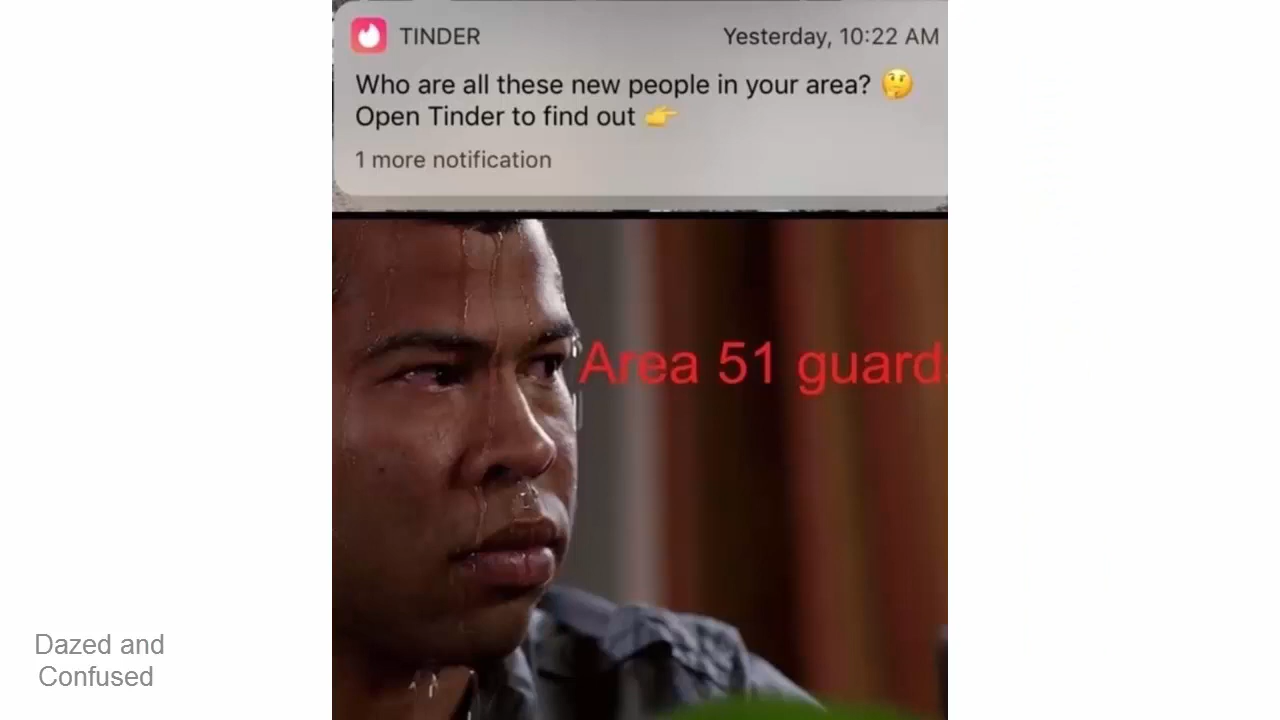 TINDER
Yesterday, 10:22 AM
Who are all these new people in your area? 🤔
Open Tinder to find out 👉
1 more notification
Area 51 guard
Dazed and
Confused